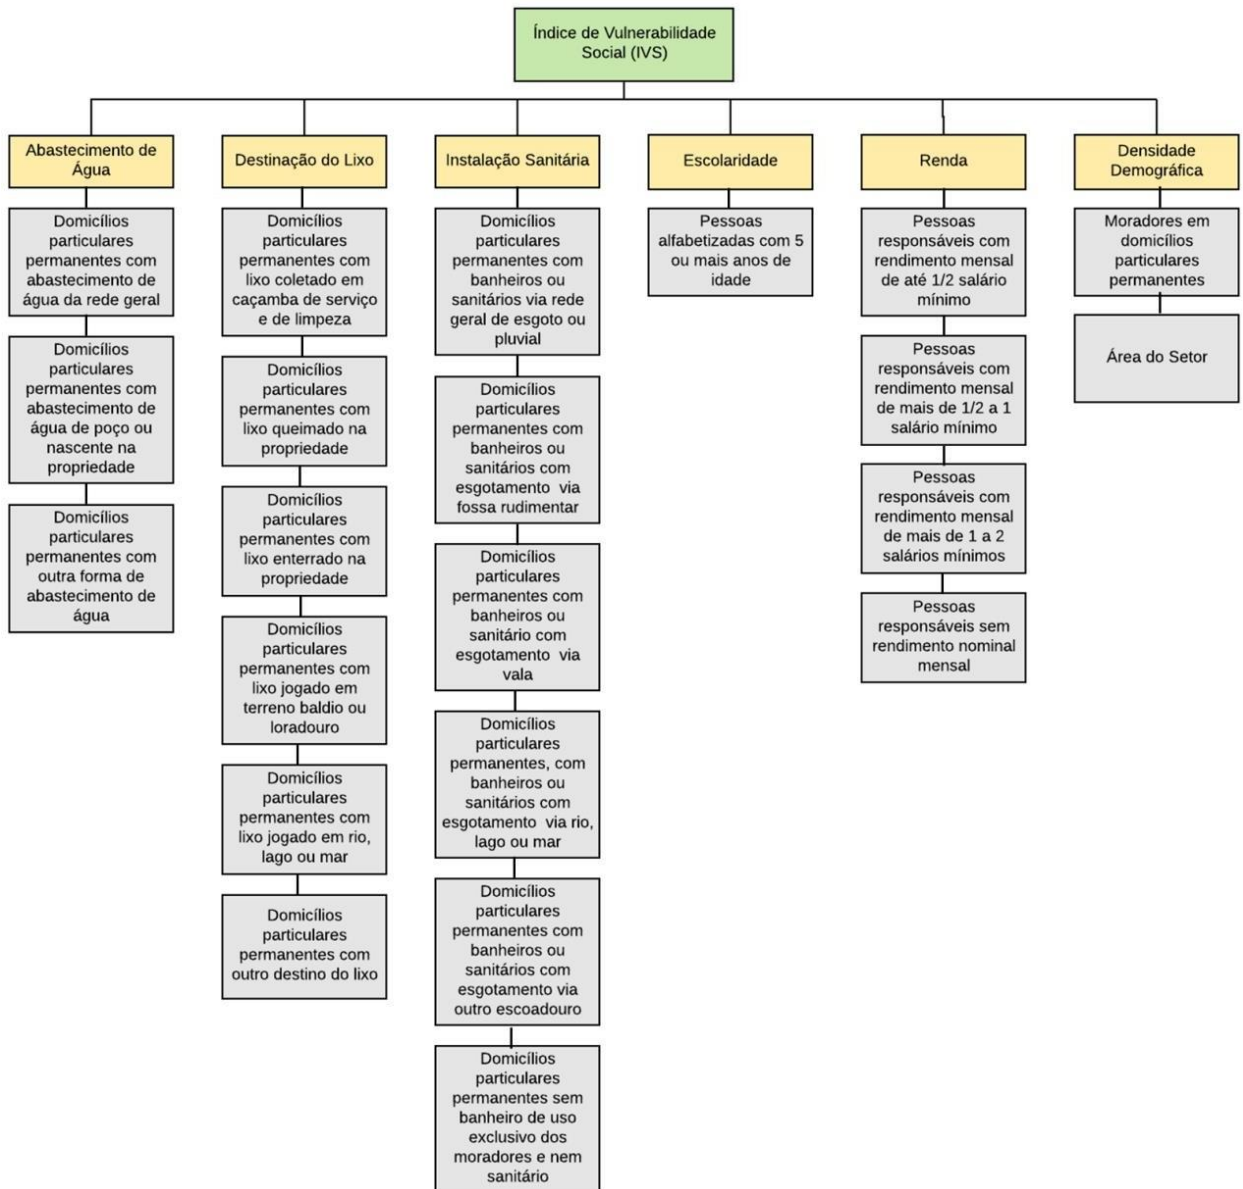 Índice de Vulnerabilidade
Social (IVS)
Abastecimento de
Água
Domicílios
particulares
permanentes com
abastecimento de
água da rede geral
Domicílios
particulares
permanentes com
abastecimento de
água de poço ou
nascente na
propriedade
Domicílios
particulares
permanentes com
outra forma de
abastecimento de
água
Destinação do Lixo
Domicílios
particulares
permanentes com
lixo coletado em
caçamba de serviço
e de limpeza
Domicílios
particulares
permanentes com
lixo queimado na
propriedade
Domicílios
particulares
permanentes com
lixo enterrado na
propriedade
Domicílios
particulares
permanentes com
lixo jogado em
terreno baldio ou
loradouro
Domicílios
particulares
permanentes com
lixo jogado em rio,
lago ou mar
Domicílios
particulares
permanentes com
outro destino do lixo
Instalação Sanitária
Domicílios
particulares
permanentes com
banheiros ou
sanitários via rede
geral de esgoto ou
pluvial
Domicílios
particulares
permanentes com
banheiros ou
sanitários com
esgotamento via
fossa rudimentar
Domicílios
particulares
permanentes com
banheiros ou
sanitário com
esgotamento via
vala
Domicílios
particulares
permanentes, com
banheiros ou
sanitários com
esgotamento via rio,
lago ou mar
Domicílios
particulares
permanentes com
banheiros ou
sanitários com
esgotamento via
outro escoadouro
Domicílios
particulares
permanentes sem
banheiro de uso
exclusivo dos
moradores e nem
sanitário
Escolaridade
Pessoas
alfabetizadas com 5
ou mais anos de
idade
Renda
Pessoas
responsáveis com
rendimento mensal
de até 1/2 salário
mínimo
Pessoas
responsáveis com
rendimento mensal
de mais de 1/2 a 1
salário mínimo
Pessoas
responsáveis com
rendimento mensal
de mais de 1 a 2
salários mínimos
Pessoas
responsáveis sem
rendimento nominal
mensal
Densidade
Demográfica
Moradores em
domicílios
particulares
permanentes
Área do Setor